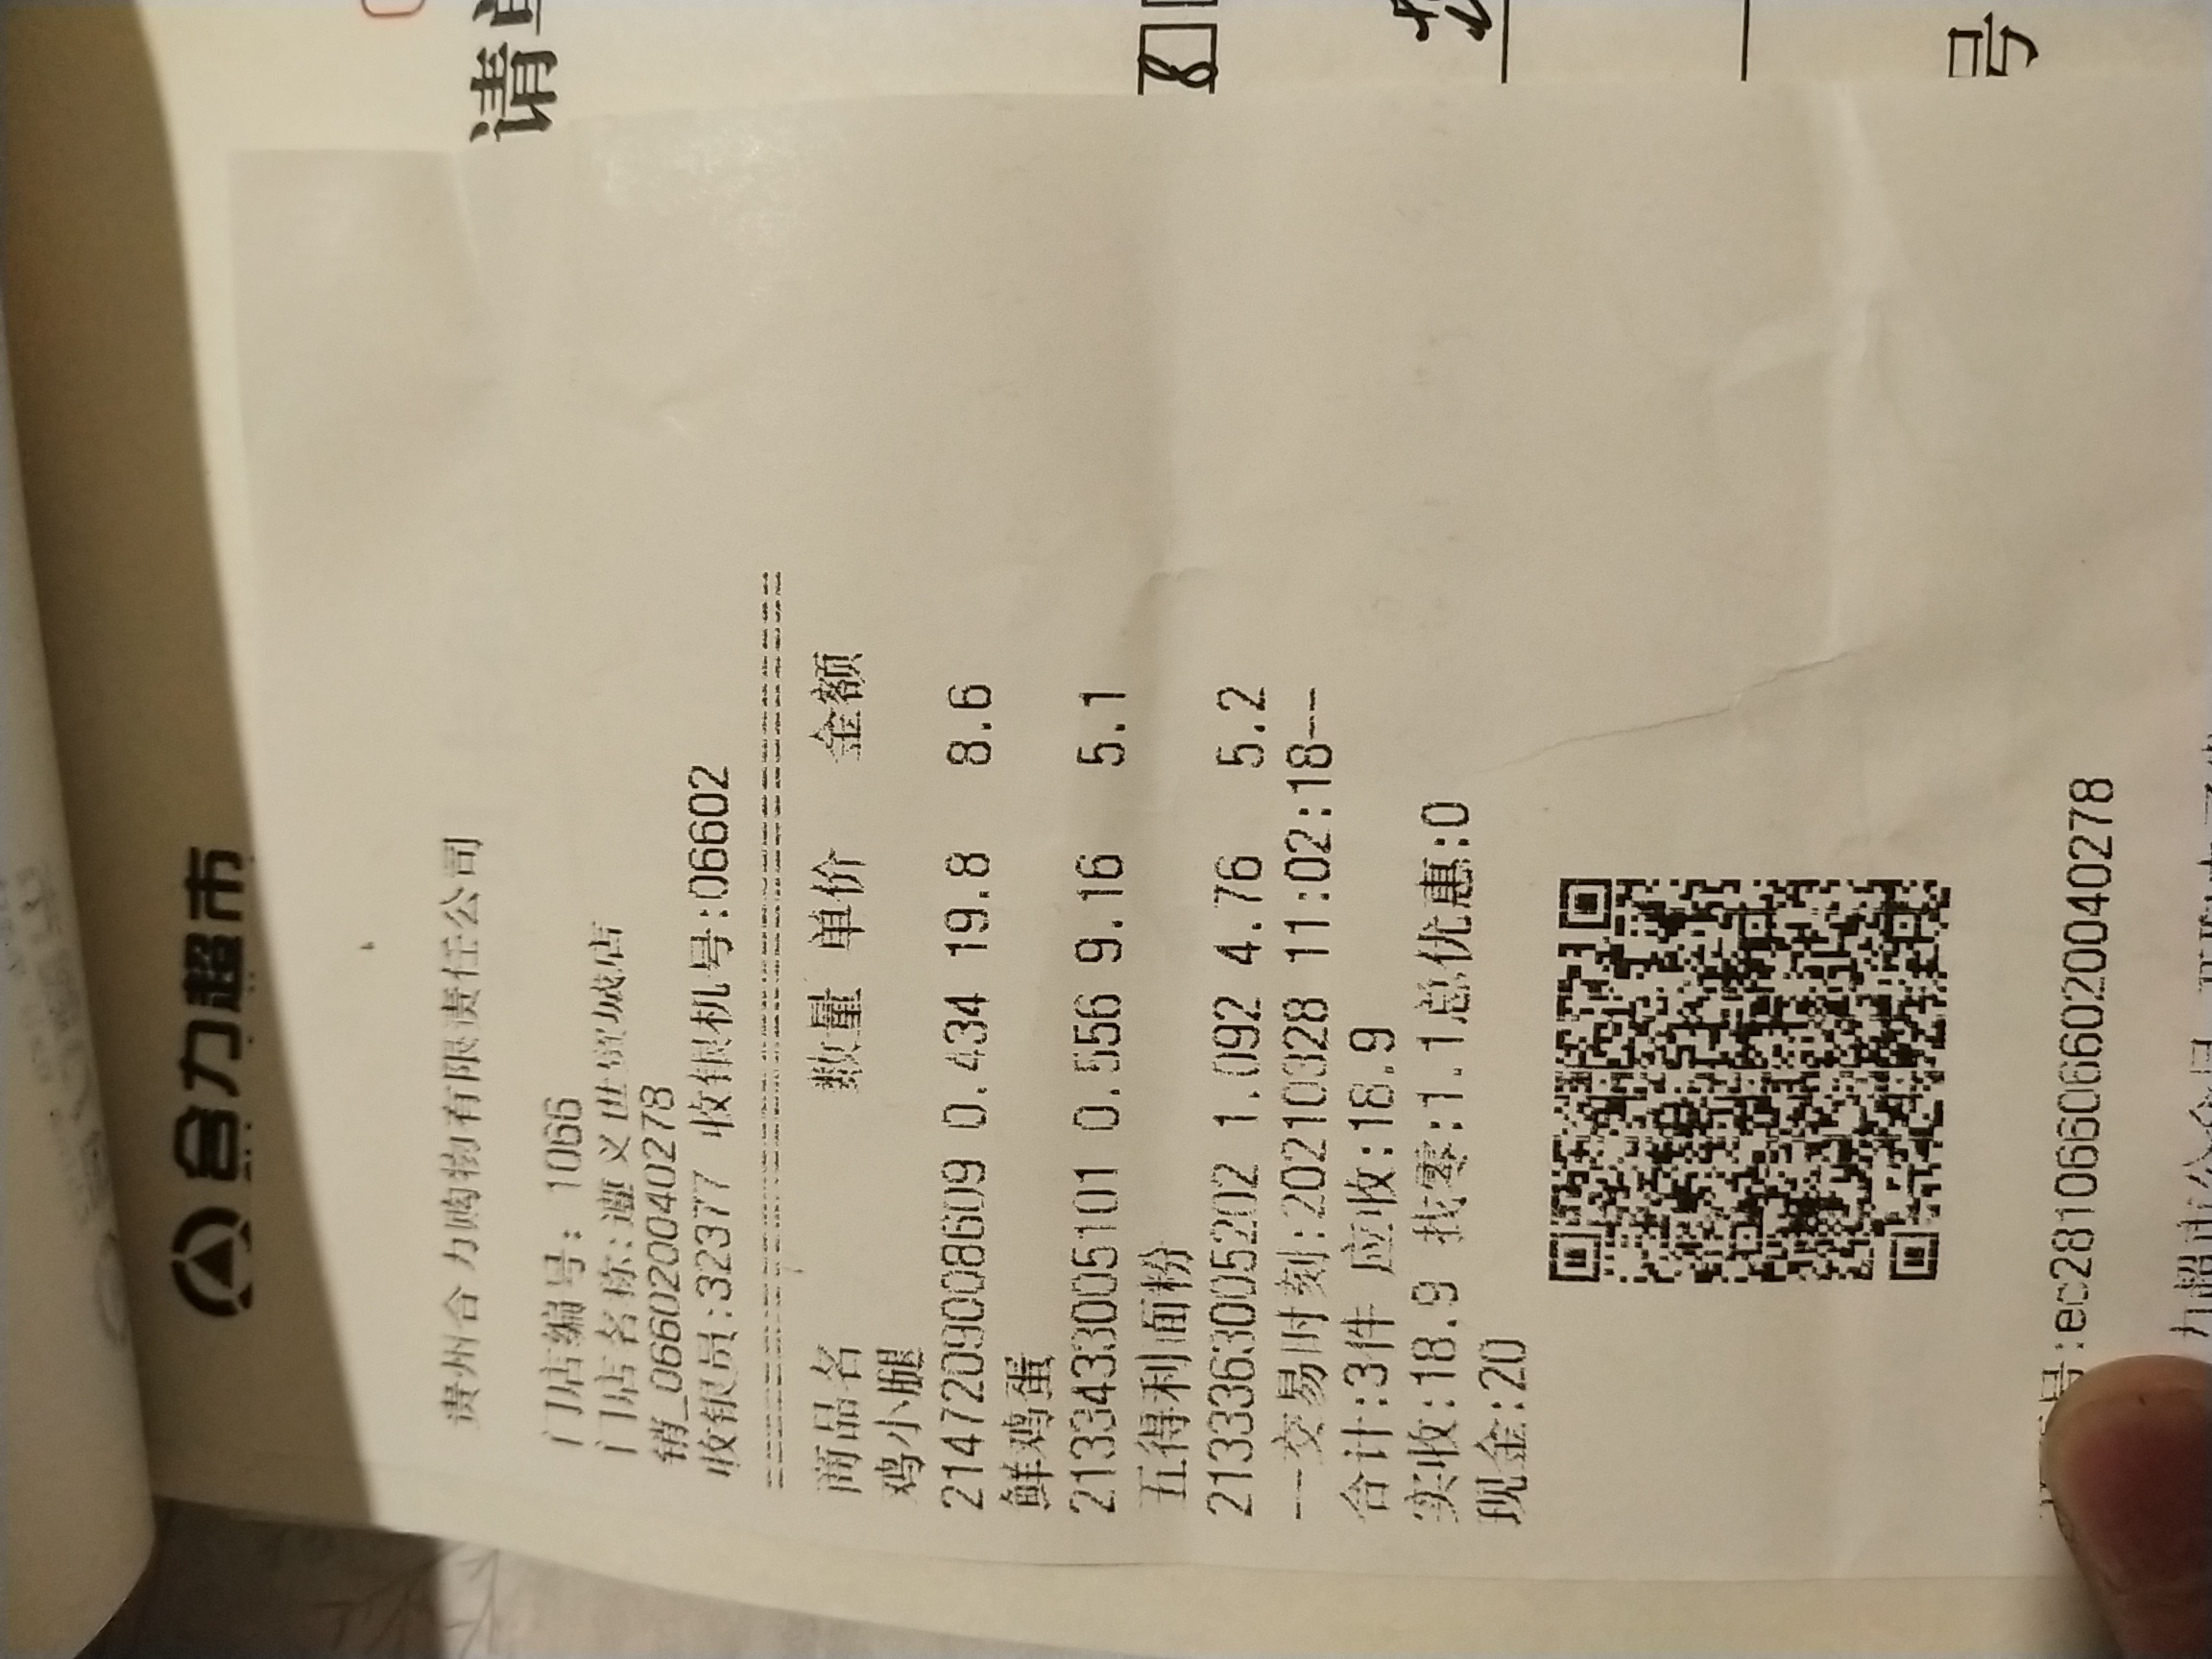 合力超市
贵州合力购物有限责任公司
门店编号: 1066
门店名称:遵义世贸城店
销_06602004027­8
收银员:32377 收银机号:06602
商品名 数量 单价 金额
鸡小腿
2147209008609 0.434 19.8 8.6
鲜鸡蛋
2133433005101 0.556 9.16 5.1
五得利面粉
2133363005202 1.092 4.76 5.2
--交易时刻:20210328 11:02:18--
合计:3件 应收:18.9
实收:18.9 找零:1.1总优惠:0
现金:20
号:ec281066066020040278
请
8
号